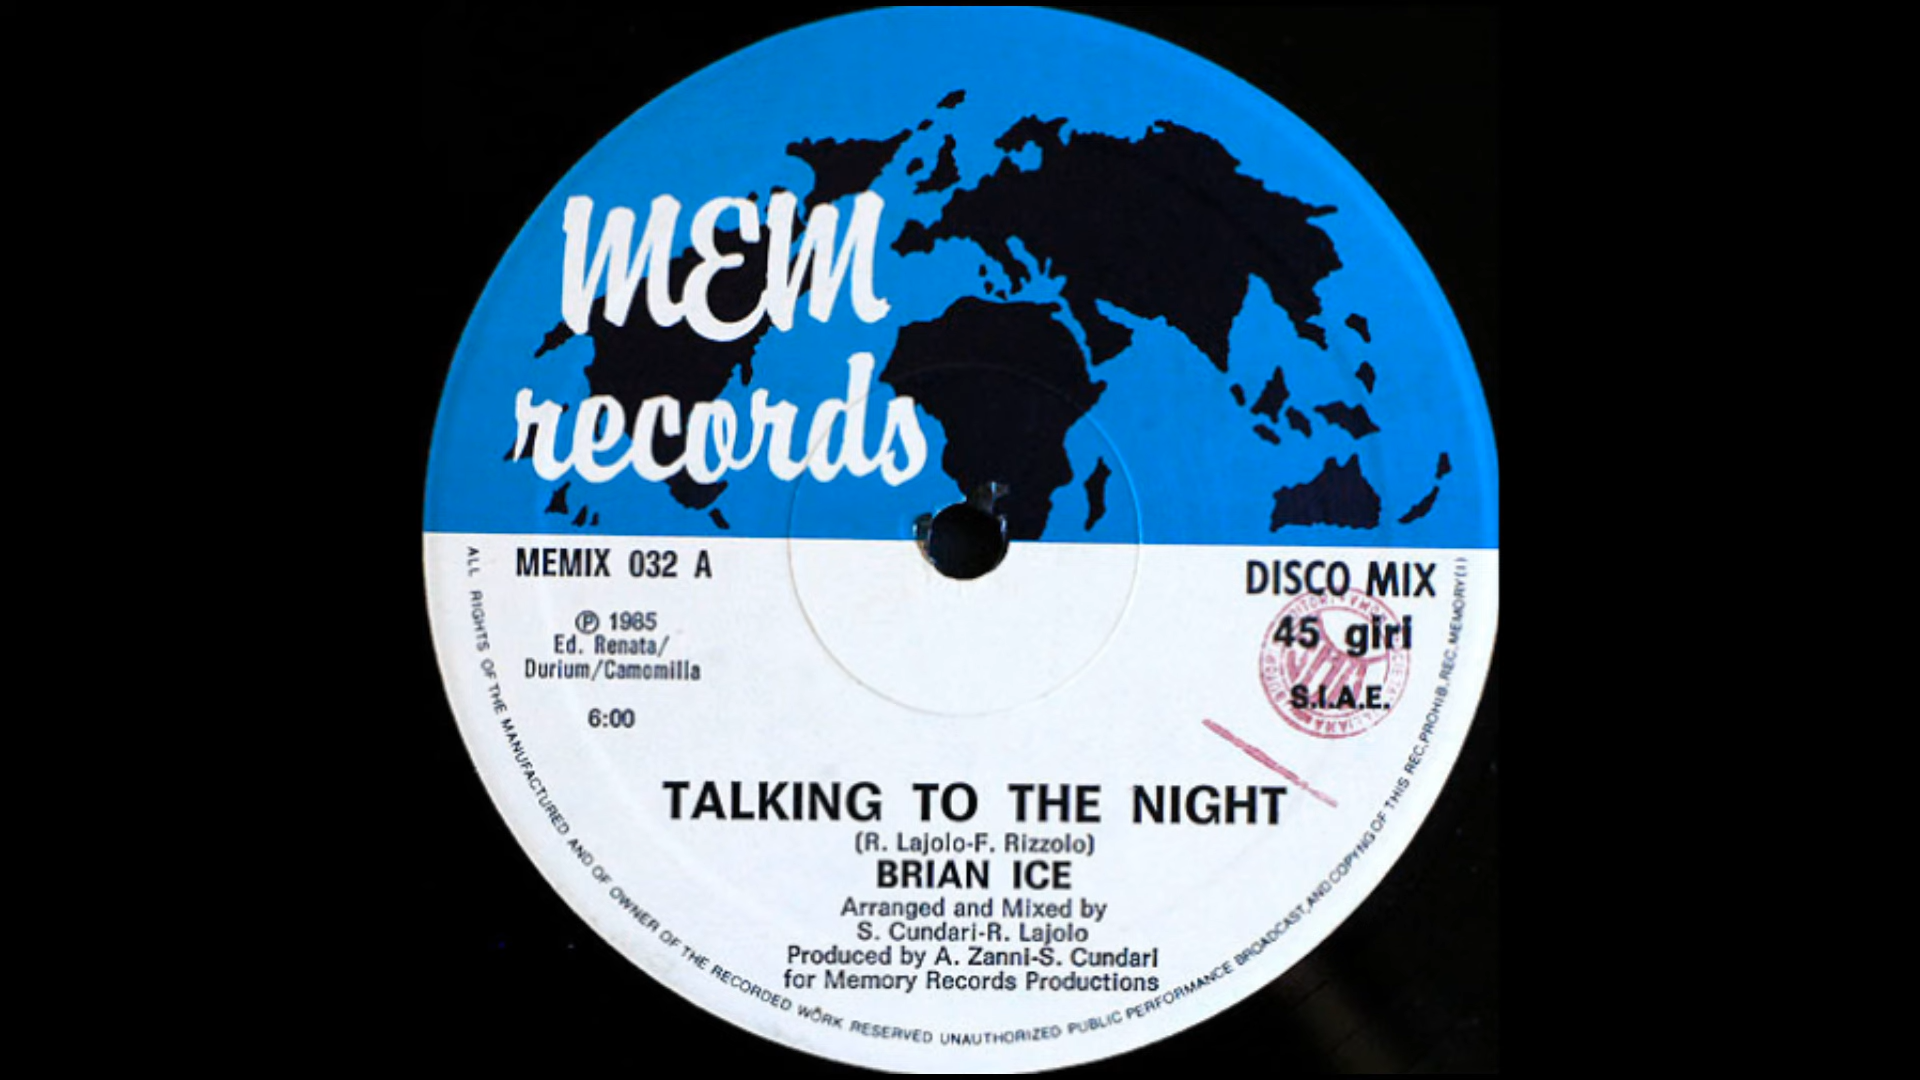 MEM
records
MEMIX 032 A
℗ 1985
Ed. Renata/
Durium/Camomilla
6:00
DISCO MIX
45 giri
S.I.A.E.
TALKING TO THE NIGHT
(R. Lajolo-F. Rizzolo)
BRIAN ICE
Arranged and Mixed by
S. Cundari-R. Lajolo
Produced by A. Zanni-S. Cundari
for Memory Records Productions
ALL RIGHTS OF THE MANUFACTURED AND OF OWNER OF THE RECORDED WORK RESERVED UNAUTHORIZED PUBLIC PERFORMANCE BROADCAST, AND COPYNG OF THIS REC. PROHIB. REC. MEMORY (I)